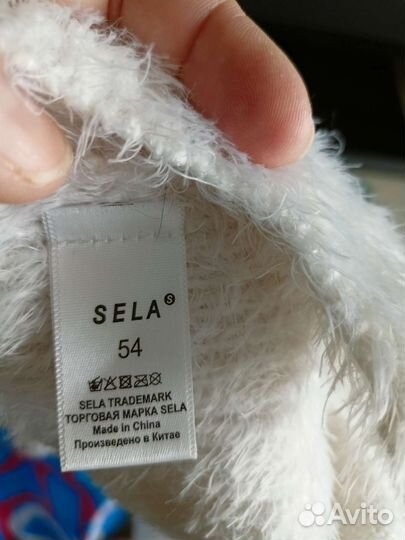 SELA S
54
SELA TRADEMARK
ТОРГОВАЯ МАРКА SELA
Made in China
Произведено в Китае
Avito